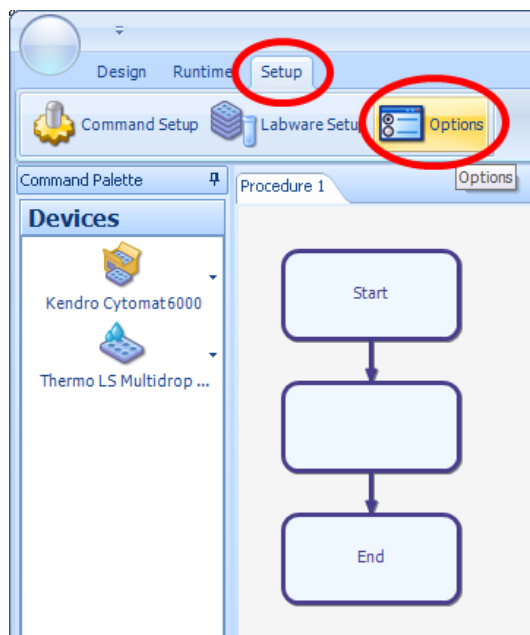 Design Runtime Setup
Command Setup Labware Setup Options
Options
Command Palette
Procedure 1
Devices
Kendro Cytomat6000
Thermo LS Multidrop ...
Start
End